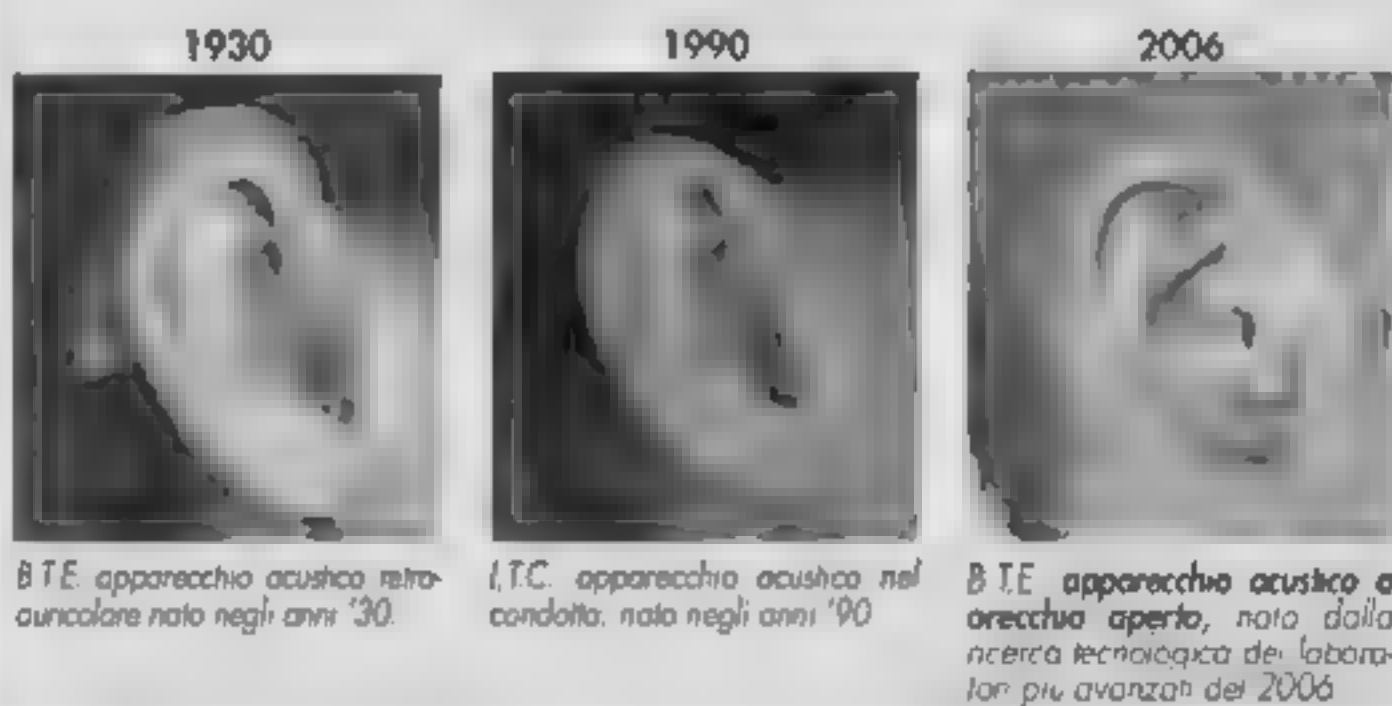 1930
1990
2006
B.T.E. apparecchio acustico retro-
auricolare nato negli anni '30.
I.T.C. apparecchio acustico nel
condotto, nato negli anni '90
B.T.E. apparecchio acustico a
orecchio aperto, nato dalla
ricerca tecnologica dei labora-
tori più avanzati del 2006